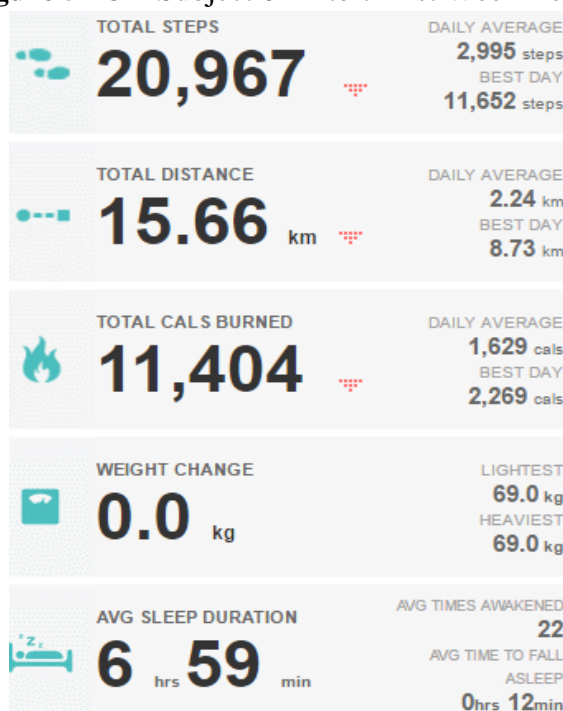 TOTAL STEPS
20,967
DAILY AVERAGE
2,995 steps
BEST DAY
11,652 steps
TOTAL DISTANCE
15.66 km
DAILY AVERAGE
2.24 km
BEST DAY
8.73 km
TOTAL CALS BURNED
11,404
DAILY AVERAGE
1,629 cals
BEST DAY
2,269 cals
WEIGHT CHANGE
0.0 kg
LIGHTEST
69.0 kg
HEAVIEST
69.0 kg
AVG SLEEP DURATION
6 hrs 59 min
AVG TIMES AWAKENED
22
AVG TIME TO FALL
ASLEEP
0hrs 12min